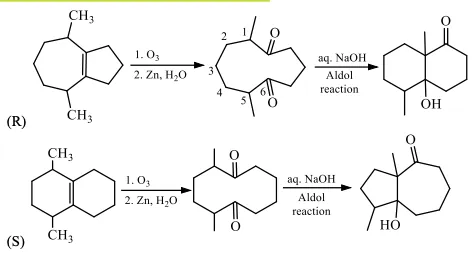 CH3
CH3
1. O3
2. Zn, H2O
1
2
3
4
5
6
O
O
aq. NaOH
Aldol
reaction
O
OH
(R)
CH3
CH3
1. O3
2. Zn, H2O
O
O
aq. NaOH
Aldol
reaction
O
HO
(S)